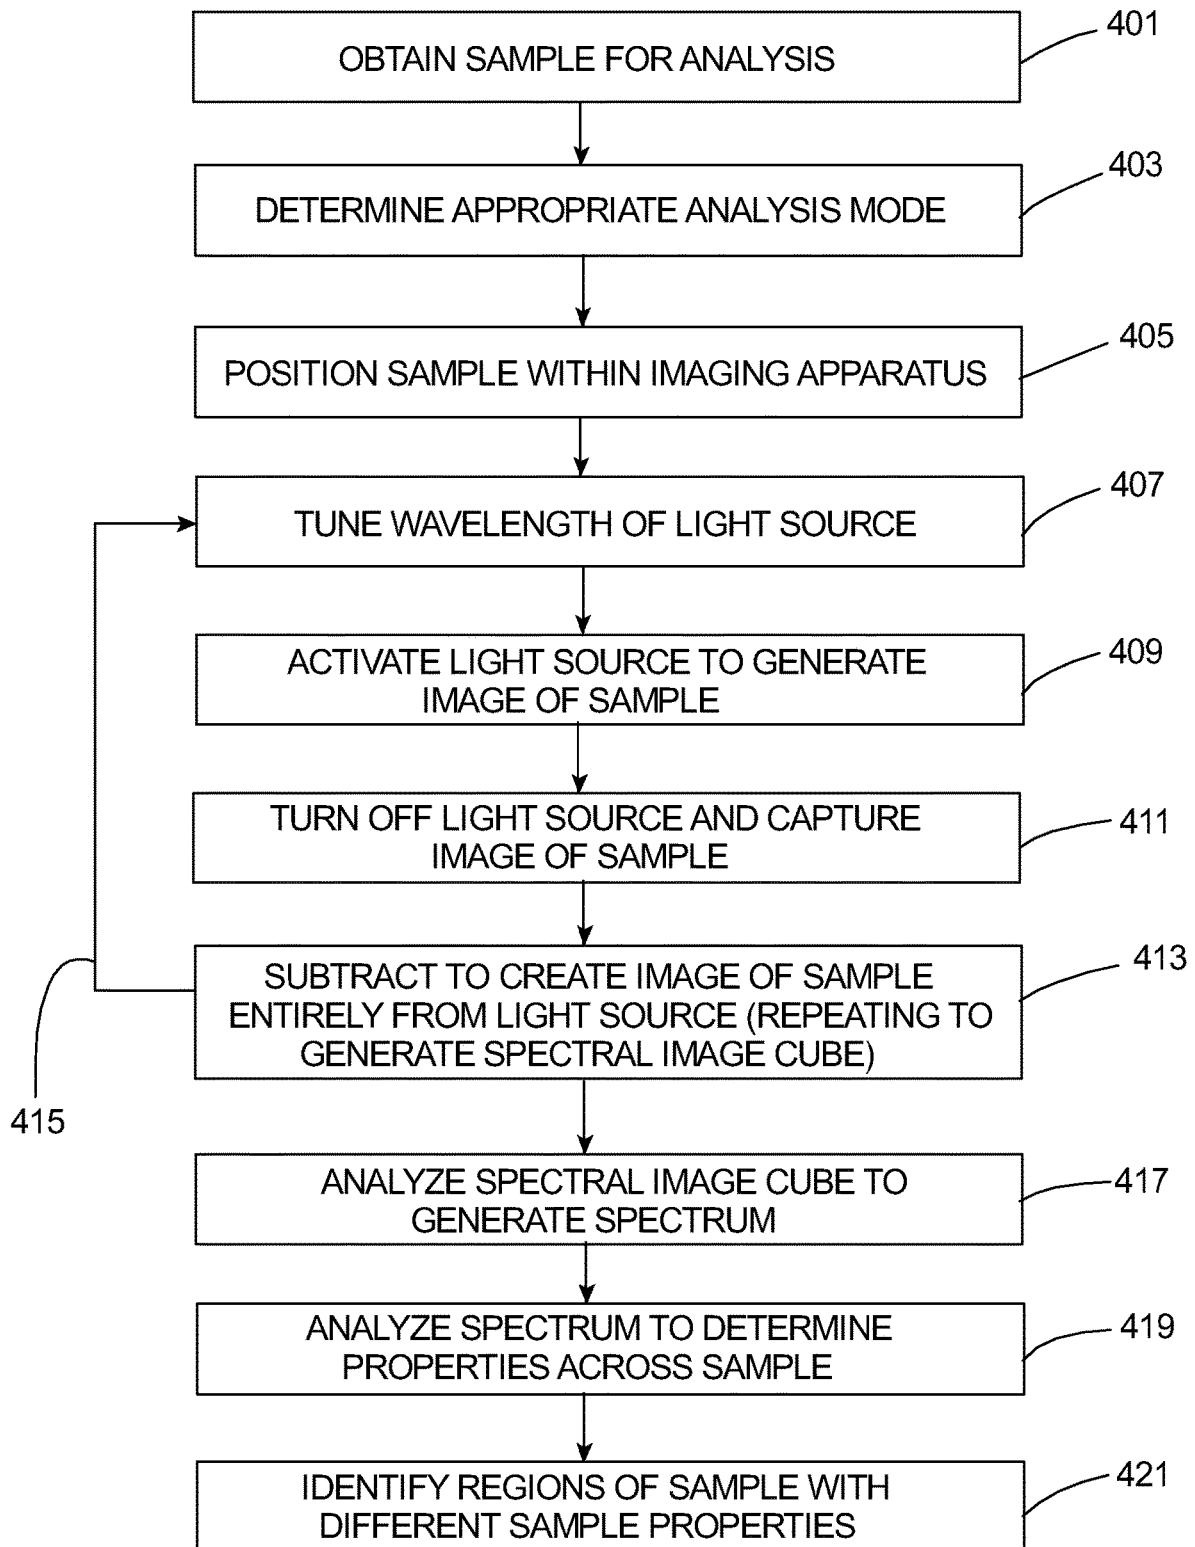 401
OBTAIN SAMPLE FOR ANALYSIS
403
DETERMINE APPROPRIATE ANALYSIS MODE
405
POSITION SAMPLE WITHIN IMAGING APPARATUS
407
TUNE WAVELENGTH OF LIGHT SOURCE
409
ACTIVATE LIGHT SOURCE TO GENERATE
IMAGE OF SAMPLE
411
TURN OFF LIGHT SOURCE AND CAPTURE
IMAGE OF SAMPLE
413
SUBTRACT TO CREATE IMAGE OF SAMPLE
ENTIRELY FROM LIGHT SOURCE (REPEATING TO
GENERATE SPECTRAL IMAGE CUBE)
415
417
ANALYZE SPECTRAL IMAGE CUBE TO
GENERATE SPECTRUM
419
ANALYZE SPECTRUM TO DETERMINE
PROPERTIES ACROSS SAMPLE
421
IDENTIFY REGIONS OF SAMPLE WITH
DIFFERENT SAMPLE PROPERTIES